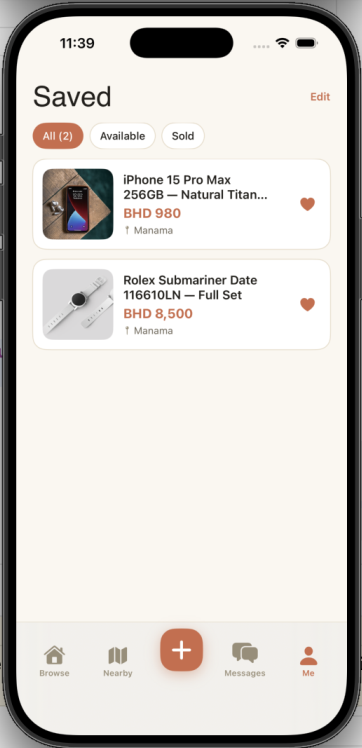 11:39
Saved
Edit
All (2)
Available
Sold
iPhone 15 Pro Max
256GB — Natural Titan...
BHD 980
Manama
Rolex Submariner Date
116610LN — Full Set
BHD 8,500
Manama
Browse
Nearby
Messages
Me